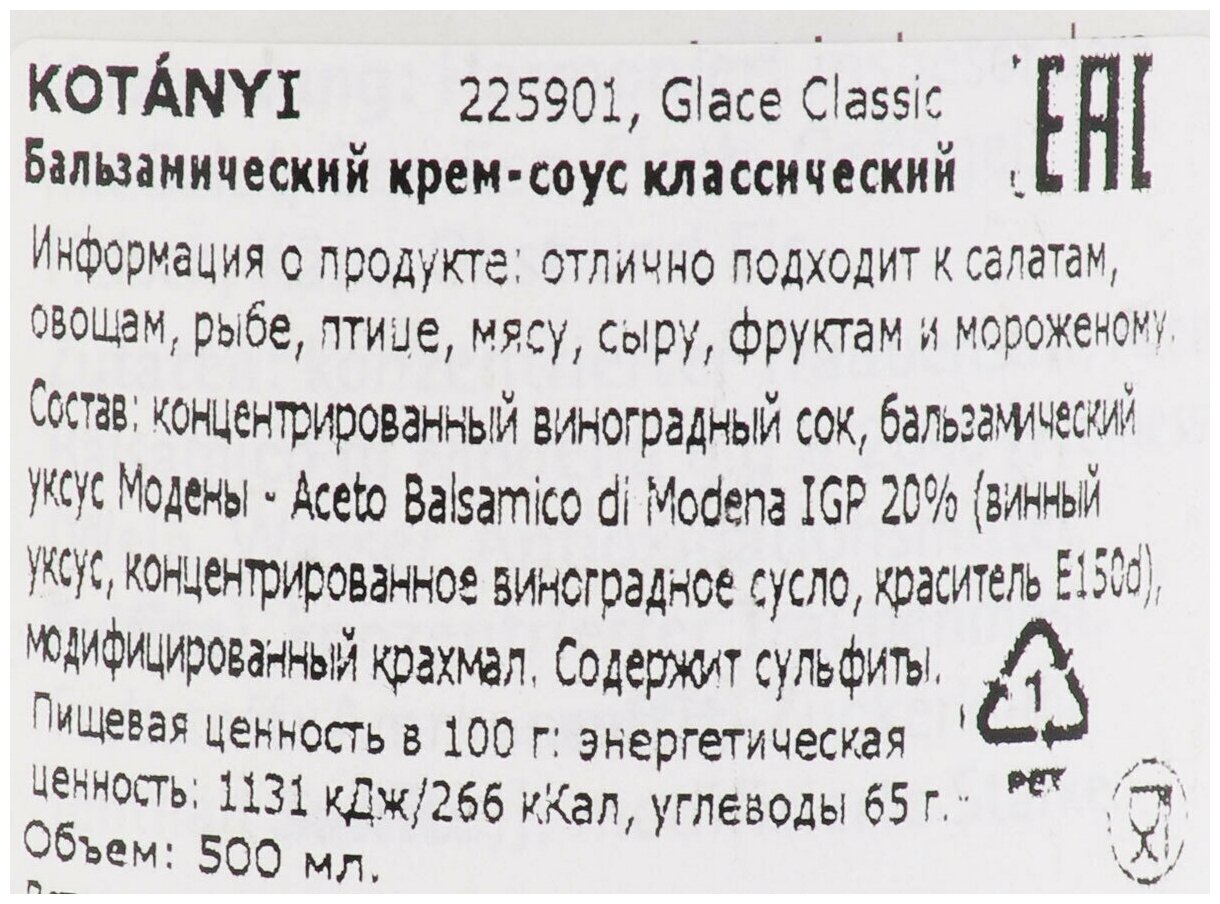 KOTÁNYI 225901, Glace Classic EAC
Бальзамический крем-соус классический
Информация о продукте: отлично подходит к салатам,
овощам, рыбе, птице, мясу, сыру, фруктам и мороженому.
Состав: концентрированный виноградный сок, бальзамический
уксус Модены - Aceto Balsamico di Modena IGP 20% (винный
уксус, концентрированное виноградное сусло, краситель E150d),
модифицированный крахмал. Содержит сульфиты.
Пищевая ценность в 100 г: энергетическая
ценность: 1131 кДж/266 кКал, углеводы 65 г.
Объем: 500 мл.
1
PET